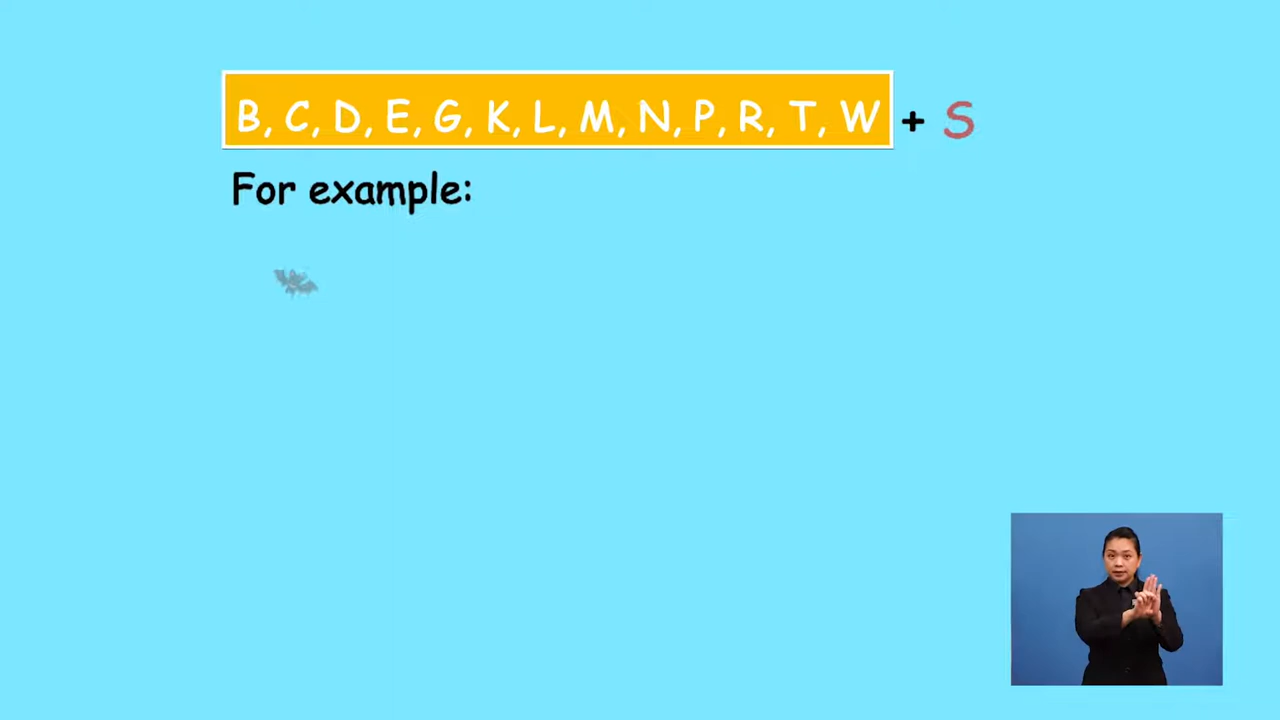 B, C, D, E, G, K, L, M, N, P, R, T, W + S
For example: